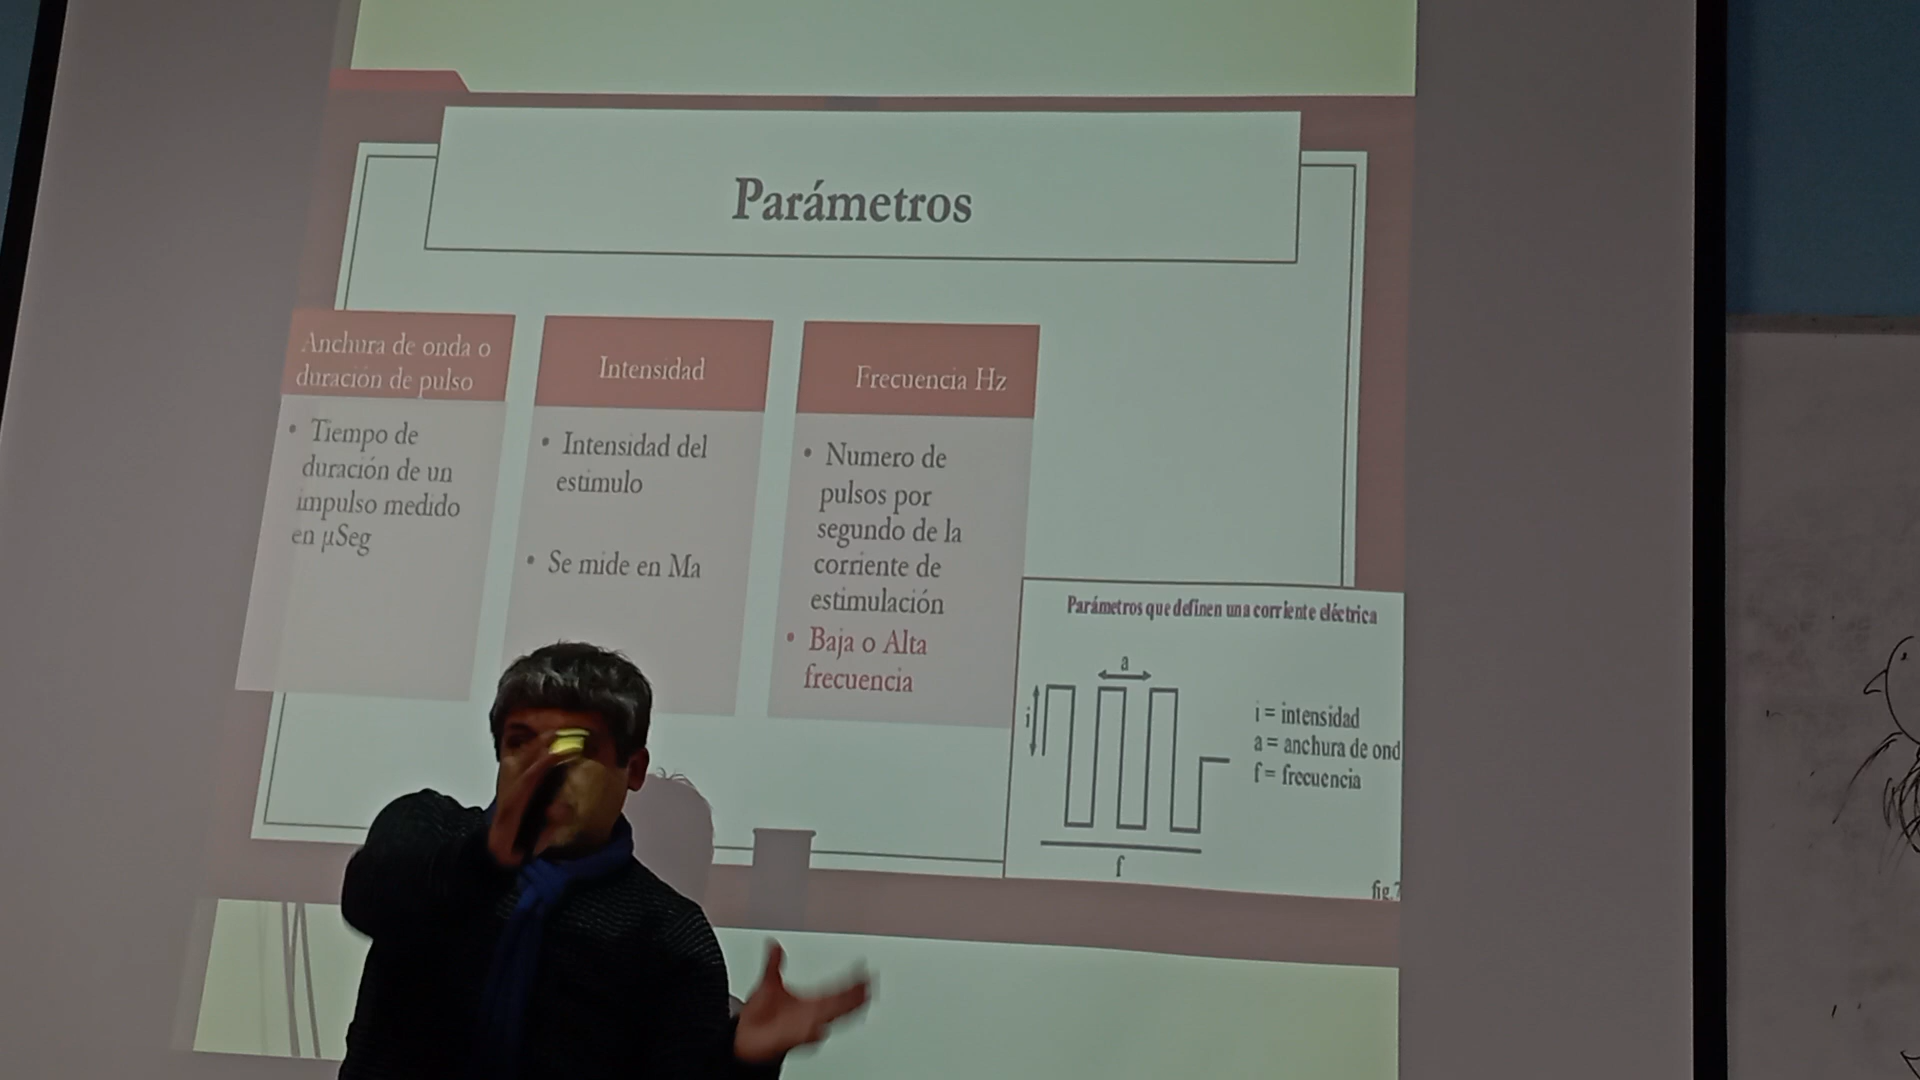 Parámetros
Anchura de onda o
duración de pulso
• Tiempo de
duración de un
impulso medido
en µSeg
Intensidad
• Intensidad del
estimulo
• Se mide en Ma
Frecuencia Hz
• Numero de
pulsos por
segundo de la
corriente de
estimulación
• Baja o Alta
frecuencia
Parámetros que definen una corriente eléctrica
a
i
i = intensidad
a = anchura de ond
f = frecuencia
f
fig.7